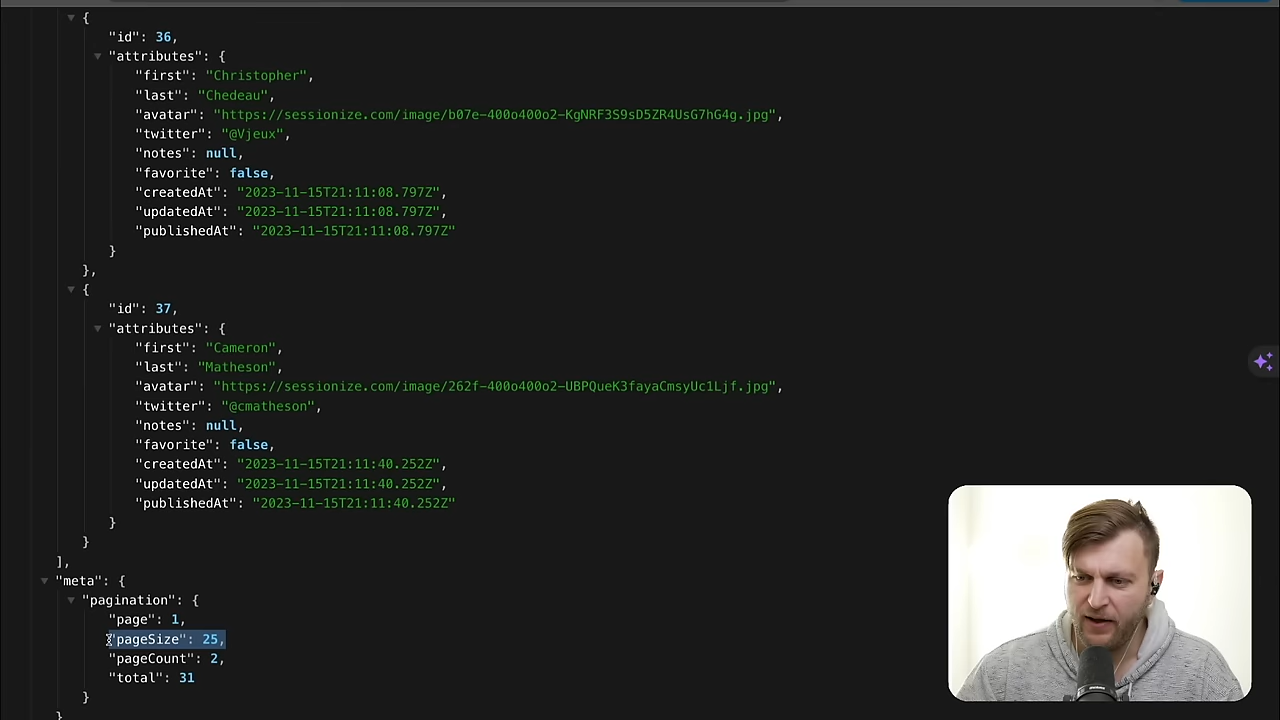 {
"id": 36,
"attributes": {
"first": "Christopher",
"last": "Chedeau",
"avatar": "https://sessionize.com/image/b07e-400o400o2-KgNRF3S9sD5ZR4UsG7hG4g.jpg",
"twitter": "@Vjeux",
"notes": null,
"favorite": false,
"createdAt": "2023-11-15T21:11:08.797Z",
"updatedAt": "2023-11-15T21:11:08.797Z",
"publishedAt": "2023-11-15T21:11:08.797Z"
}
},
{
"id": 37,
"attributes": {
"first": "Cameron",
"last": "Matheson",
"avatar": "https://sessionize.com/image/262f-400o400o2-UBPQueK3fayaCmsyUc1Ljf.jpg",
"twitter": "@cmatheson",
"notes": null,
"favorite": false,
"createdAt": "2023-11-15T21:11:40.252Z",
"updatedAt": "2023-11-15T21:11:40.252Z",
"publishedAt": "2023-11-15T21:11:40.252Z"
}
}
],
"meta": {
"pagination": {
"page": 1,
"pageSize": 25,
"pageCount": 2,
"total": 31
}
}